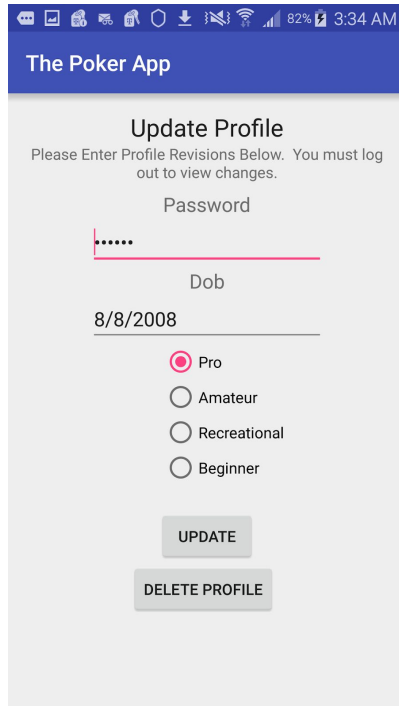 82% 3:34 AM
The Poker App
Update Profile
Please Enter Profile Revisions Below. You must log
out to view changes.
Password
••••••
Dob
8/8/2008
Pro
Amateur
Recreational
Beginner
UPDATE
DELETE PROFILE